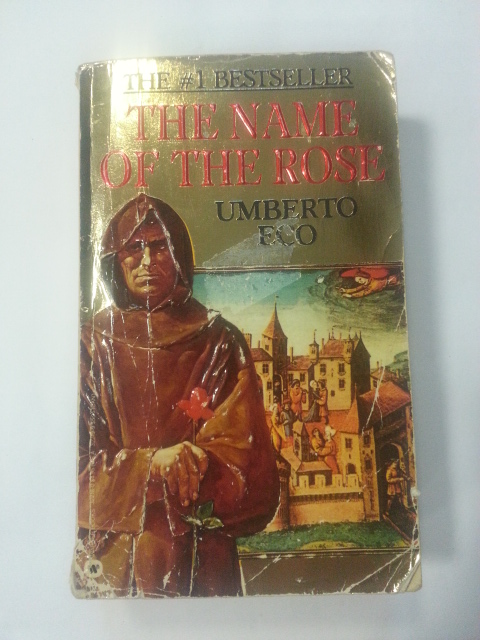 THE #1 BESTSELLER
THE NAME
OF THE ROSE
UMBERTO
ECO